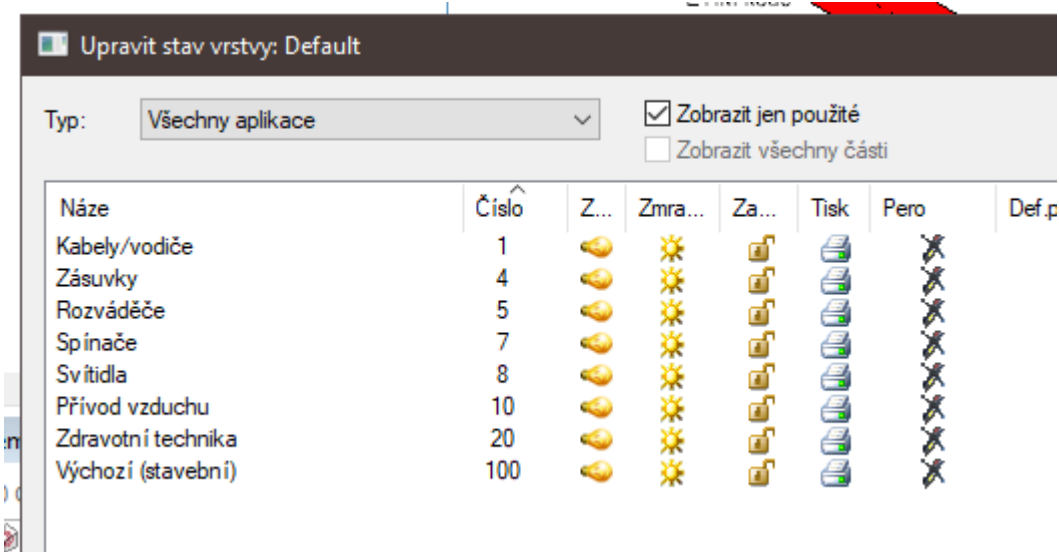 Upravit stav vrstvy: Default
Typ: Všechny aplikace Zobrazit jen použité
Zobrazit všechny části
Náze Číslo Z... Zmra... Za... Tisk Pero Def.p
Kabely/vodiče 1
Zásuvky 4
Rozváděče 5
Spínače 7
Svítidla 8
Přívod vzduchu 10
Zdravotní technika 20
Výchozí (stavební) 100